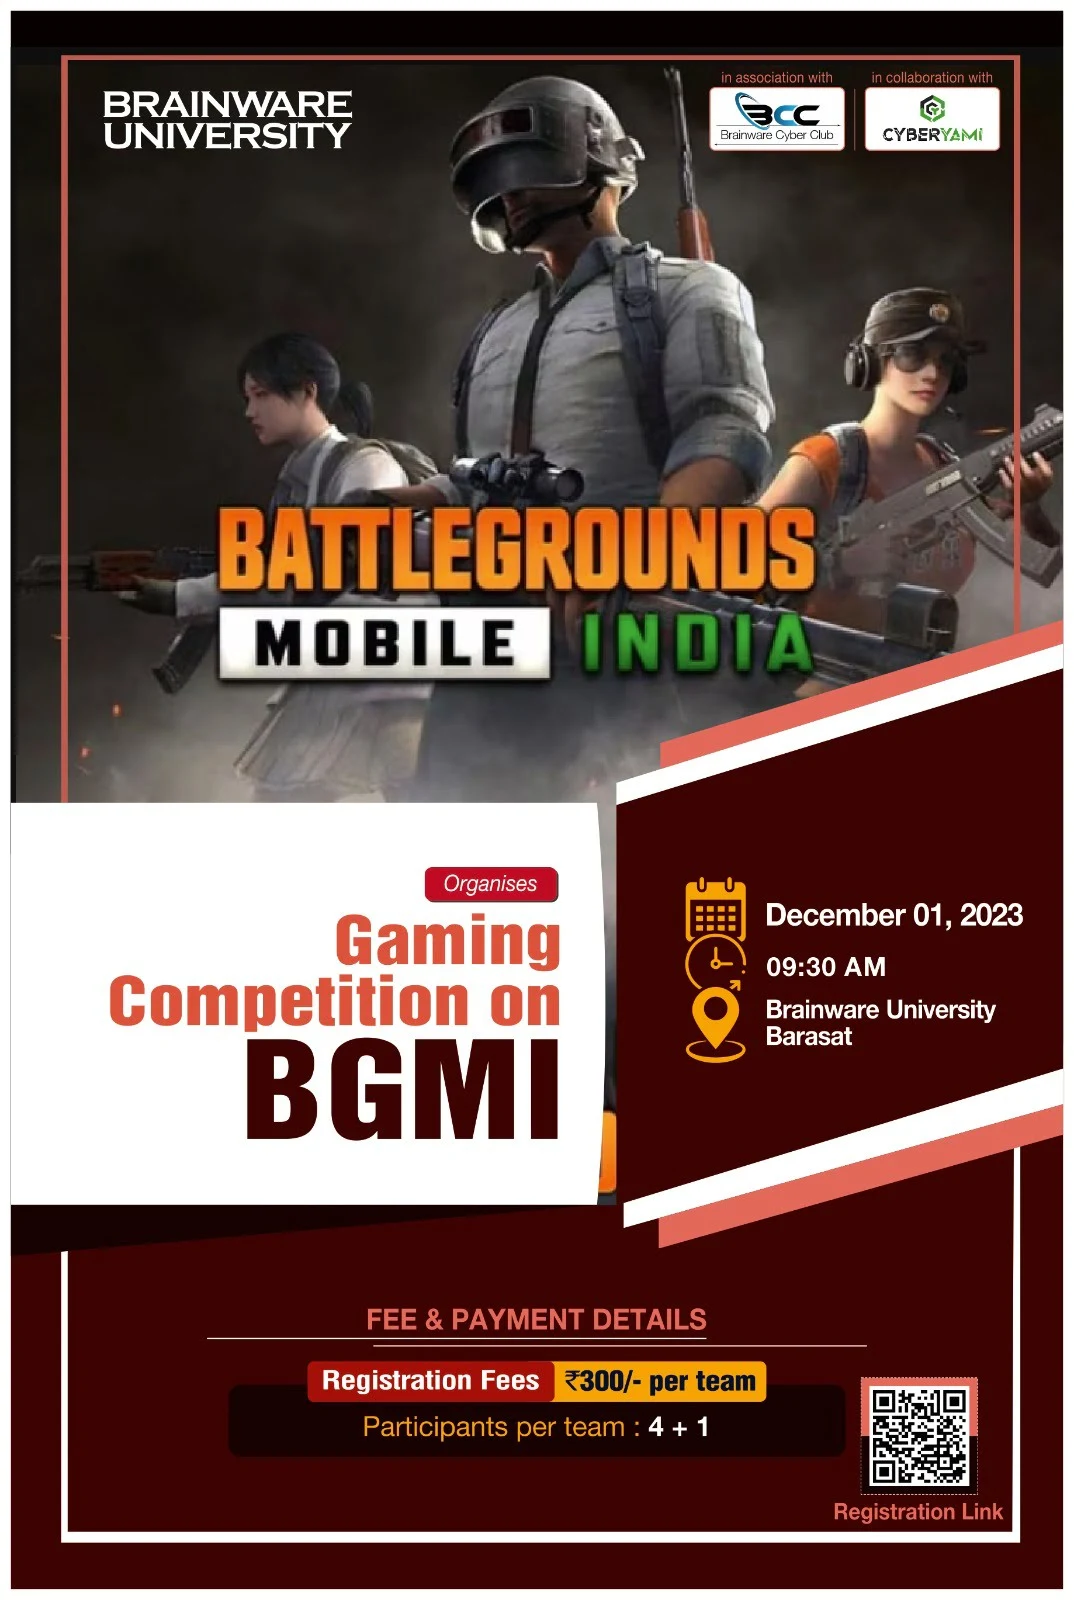 BRAINWARE
UNIVERSITY
in association with
BCC
Brainware Cyber Club
in collaboration with
CYBERYAMI
BATTLEGROUNDS
MOBILE INDIA
Organises
Gaming
Competition on
BGMI
December 01, 2023
09:30 AM
Brainware University
Barasat
FEE & PAYMENT DETAILS
Registration Fees ₹300/- per team
Participants per team : 4 + 1
Registration Link